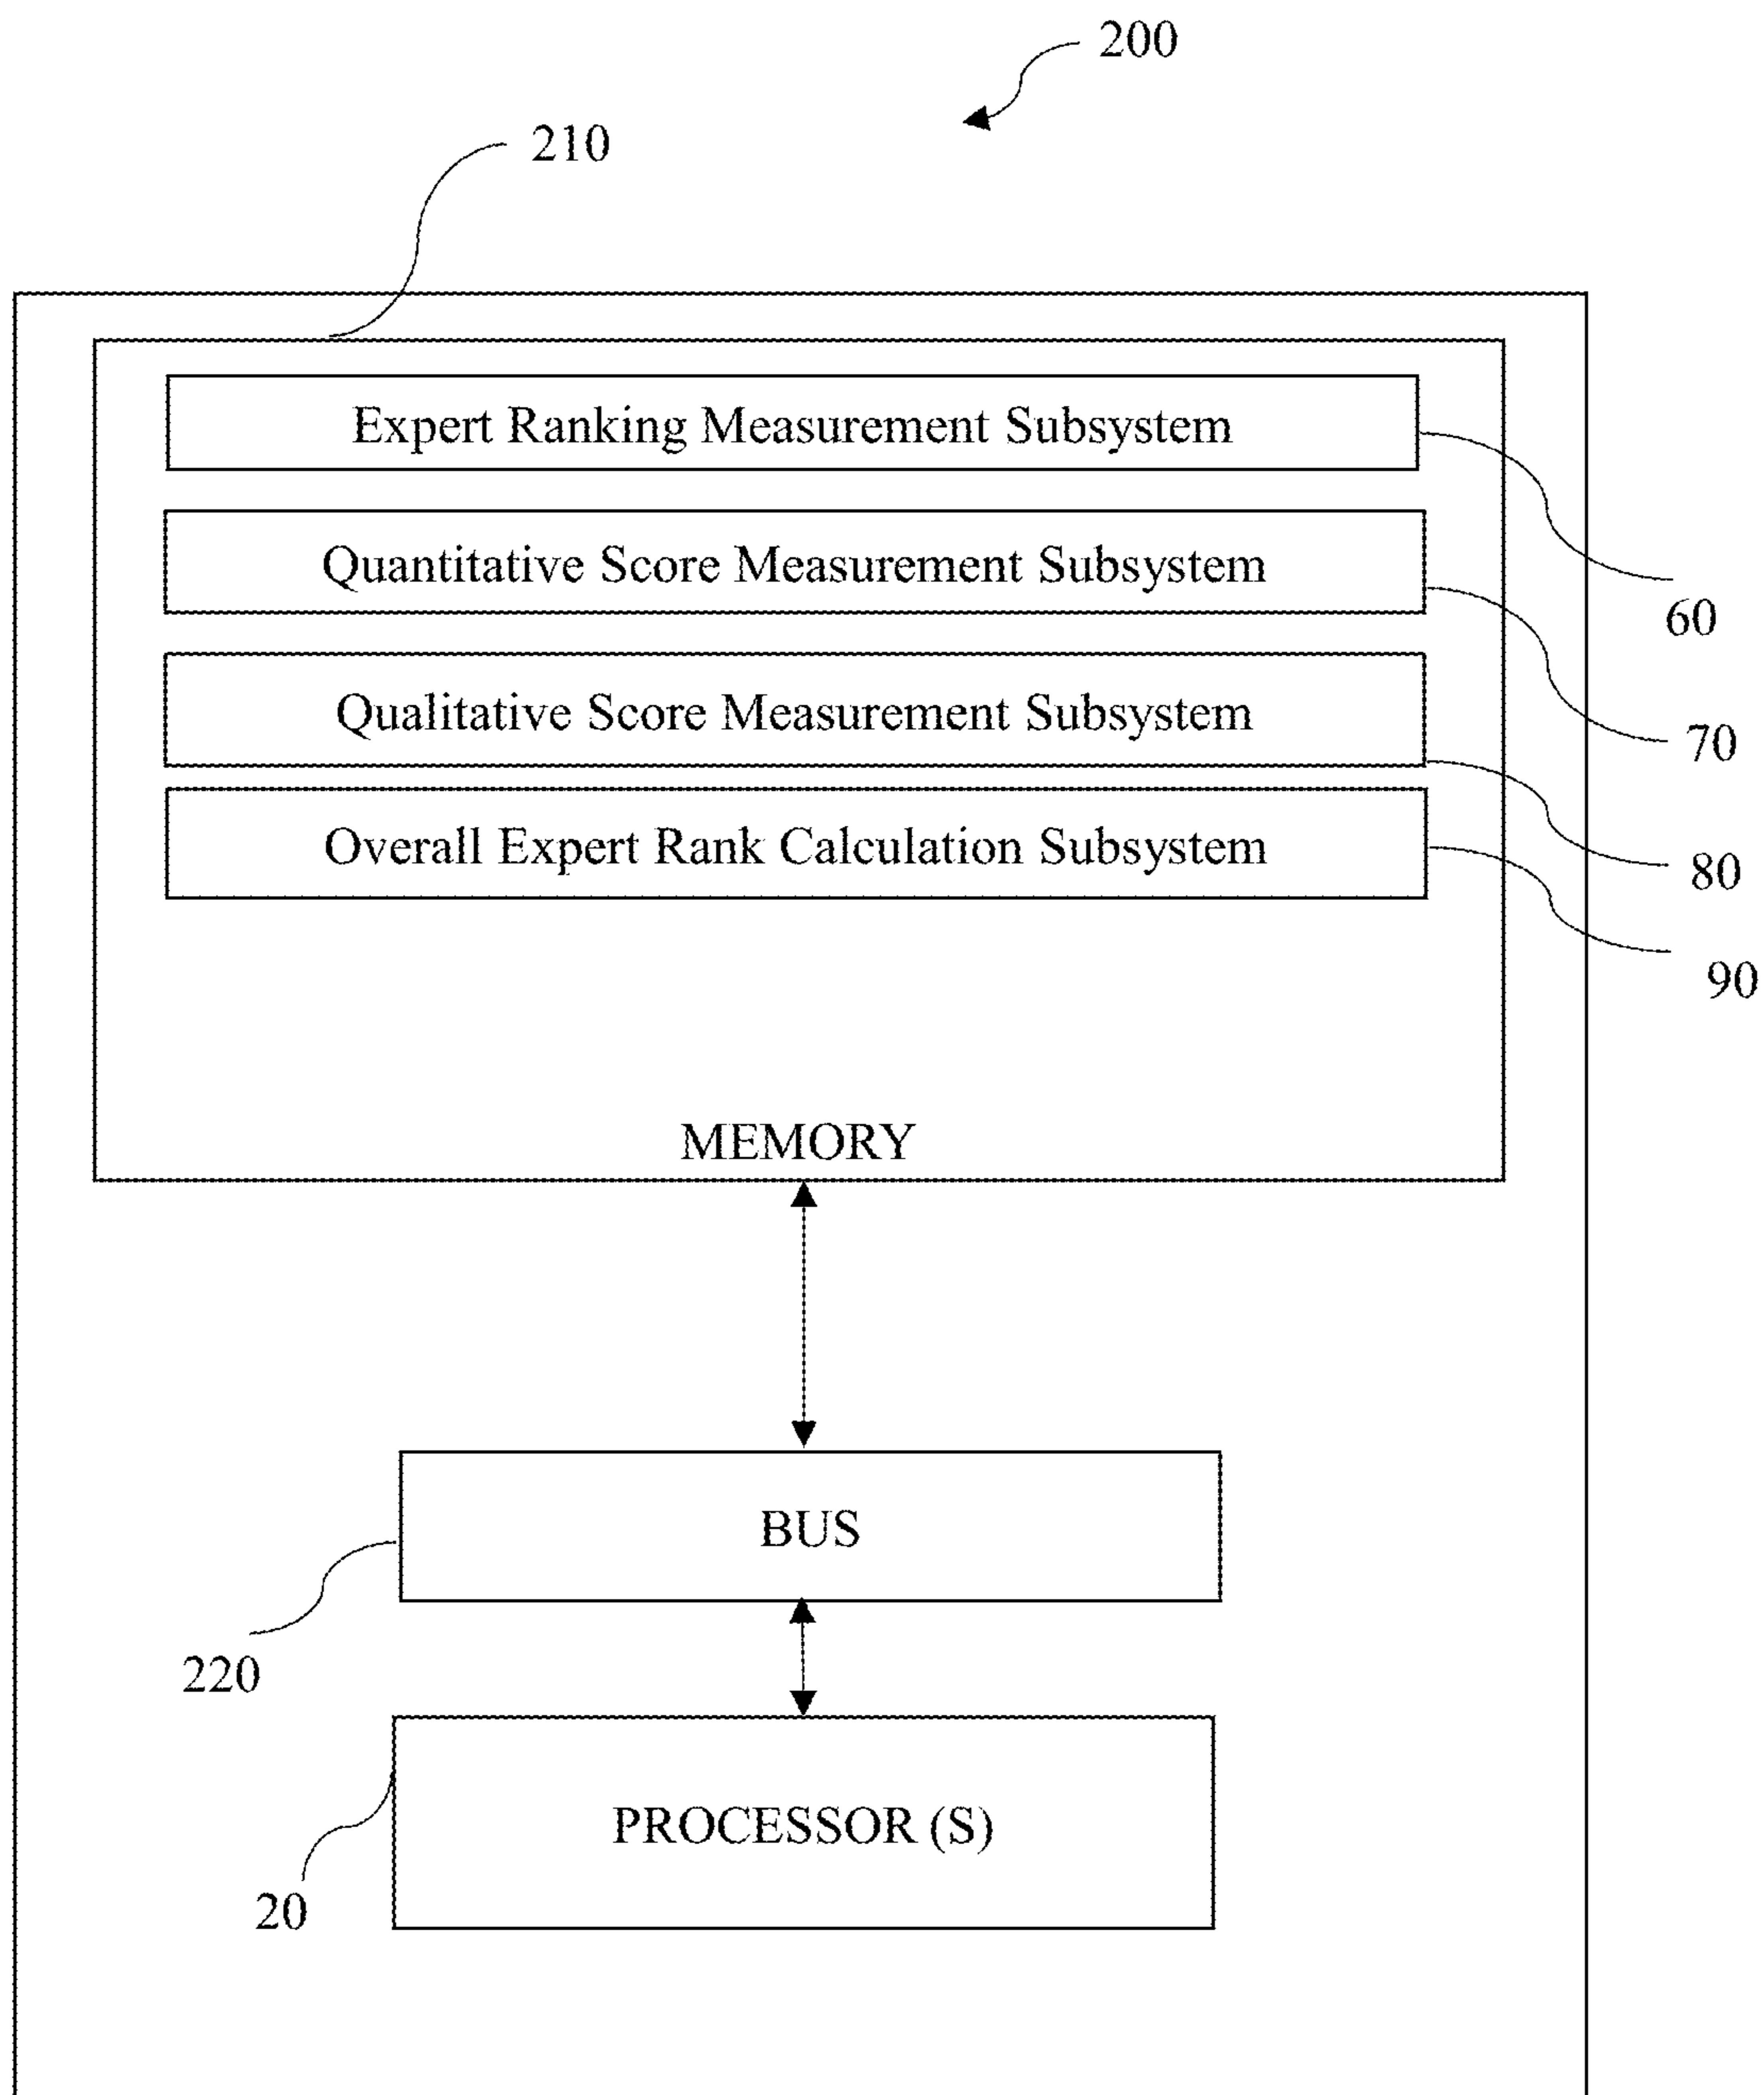 200
210
Expert Ranking Measurement Subsystem
Quantitative Score Measurement Subsystem
60
Qualitative Score Measurement Subsystem
70
Overall Expert Rank Calculation Subsystem
80
90
MEMORY
BUS
220
PROCESSOR (S)
20